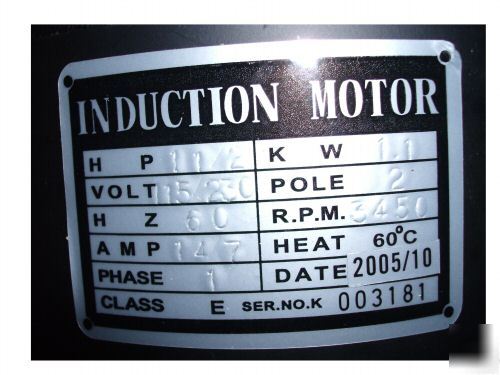 INDUCTION MOTOR
H P 1 1/2 K W 1.1
VOLT 115/230 POLE 2
H Z 60 R.P.M. 3450
AMP 14.7 HEAT 60°C
PHASE 1 DATE 2005/10
CLASS E SER.NO.K 003181